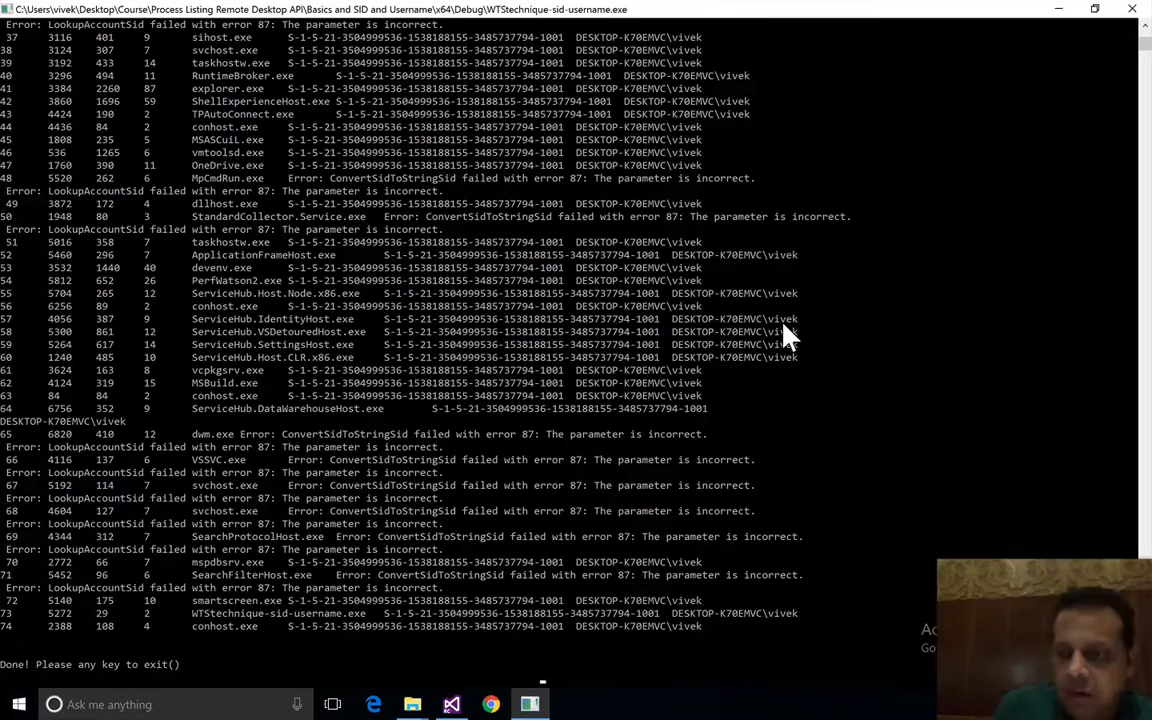 C:\Users\vivek\Desktop\Course\Process Listing Remote Desktop API\Basics and SID and Username\x64\Debug\WTStechnique-sid-username.exe
Error: LookupAccountSid failed with error 87: The parameter is incorrect.
37 3116 401 9 sihost.exe S-1-5-21-3504999536-1538188155-3485737794-1001 DESKTOP-K70EMVC\vivek
38 3124 307 7 svchost.exe S-1-5-21-3504999536-1538188155-3485737794-1001 DESKTOP-K70EMVC\vivek
39 3192 433 14 taskhostw.exe S-1-5-21-3504999536-1538188155-3485737794-1001 DESKTOP-K70EMVC\vivek
40 3296 494 11 RuntimeBroker.exe S-1-5-21-3504999536-1538188155-3485737794-1001 DESKTOP-K70EMVC\vivek
41 3384 2260 87 explorer.exe S-1-5-21-3504999536-1538188155-3485737794-1001 DESKTOP-K70EMVC\vivek
42 3860 1696 59 ShellExperienceHost.exe S-1-5-21-3504999536-1538188155-3485737794-1001 DESKTOP-K70EMVC\vivek
43 4424 190 2 TPAutoConnect.exe S-1-5-21-3504999536-1538188155-3485737794-1001 DESKTOP-K70EMVC\vivek
44 4436 84 2 conhost.exe S-1-5-21-3504999536-1538188155-3485737794-1001 DESKTOP-K70EMVC\vivek
45 1808 235 5 MSASCuiL.exe S-1-5-21-3504999536-1538188155-3485737794-1001 DESKTOP-K70EMVC\vivek
46 536 1265 6 vmtoolsd.exe S-1-5-21-3504999536-1538188155-3485737794-1001 DESKTOP-K70EMVC\vivek
47 1760 390 11 OneDrive.exe S-1-5-21-3504999536-1538188155-3485737794-1001 DESKTOP-K70EMVC\vivek
48 5520 262 6 MpCmdRun.exe Error: ConvertSidToStringSid failed with error 87: The parameter is incorrect.
Error: LookupAccountSid failed with error 87: The parameter is incorrect.
49 3872 172 4 dllhost.exe S-1-5-21-3504999536-1538188155-3485737794-1001 DESKTOP-K70EMVC\vivek
50 1948 80 3 StandardCollector.Service.exe Error: ConvertSidToStringSid failed with error 87: The parameter is incorrect.
Error: LookupAccountSid failed with error 87: The parameter is incorrect.
51 5016 358 7 taskhostw.exe S-1-5-21-3504999536-1538188155-3485737794-1001 DESKTOP-K70EMVC\vivek
52 5460 296 7 ApplicationFrameHost.exe S-1-5-21-3504999536-1538188155-3485737794-1001 DESKTOP-K70EMVC\vivek
53 3532 1440 40 devenv.exe S-1-5-21-3504999536-1538188155-3485737794-1001 DESKTOP-K70EMVC\vivek
54 5812 652 26 PerfWatson2.exe S-1-5-21-3504999536-1538188155-3485737794-1001 DESKTOP-K70EMVC\vivek
55 5704 265 12 ServiceHub.Host.Node.x86.exe S-1-5-21-3504999536-1538188155-3485737794-1001 DESKTOP-K70EMVC\vivek
56 6256 89 2 conhost.exe S-1-5-21-3504999536-1538188155-3485737794-1001 DESKTOP-K70EMVC\vivek
57 4056 387 9 ServiceHub.IdentityHost.exe S-1-5-21-3504999536-1538188155-3485737794-1001 DESKTOP-K70EMVC\vivek
58 5300 861 12 ServiceHub.VSDetouredHost.exe S-1-5-21-3504999536-1538188155-3485737794-1001 DESKTOP-K70EMVC\vivek
59 5264 617 14 ServiceHub.SettingsHost.exe S-1-5-21-3504999536-1538188155-3485737794-1001 DESKTOP-K70EMVC\vivek
60 1240 485 10 ServiceHub.Host.CLR.x86.exe S-1-5-21-3504999536-1538188155-3485737794-1001 DESKTOP-K70EMVC\vivek
61 3624 163 8 vcpkgsrv.exe S-1-5-21-3504999536-1538188155-3485737794-1001 DESKTOP-K70EMVC\vivek
62 4124 319 15 MSBuild.exe S-1-5-21-3504999536-1538188155-3485737794-1001 DESKTOP-K70EMVC\vivek
63 84 84 2 conhost.exe S-1-5-21-3504999536-1538188155-3485737794-1001 DESKTOP-K70EMVC\vivek
64 6756 352 9 ServiceHub.DataWarehouseHost.exe S-1-5-21-3504999536-1538188155-3485737794-1001
DESKTOP-K70EMVC\vivek
65 6820 410 12 dwm.exe Error: ConvertSidToStringSid failed with error 87: The parameter is incorrect.
Error: LookupAccountSid failed with error 87: The parameter is incorrect.
66 4116 137 6 VSSVC.exe Error: ConvertSidToStringSid failed with error 87: The parameter is incorrect.
Error: LookupAccountSid failed with error 87: The parameter is incorrect.
67 5192 114 7 svchost.exe Error: ConvertSidToStringSid failed with error 87: The parameter is incorrect.
Error: LookupAccountSid failed with error 87: The parameter is incorrect.
68 4604 127 7 svchost.exe Error: ConvertSidToStringSid failed with error 87: The parameter is incorrect.
Error: LookupAccountSid failed with error 87: The parameter is incorrect.
69 4344 312 7 SearchProtocolHost.exe Error: ConvertSidToStringSid failed with error 87: The parameter is incorrect.
Error: LookupAccountSid failed with error 87: The parameter is incorrect.
70 2772 66 7 mspdbsrv.exe S-1-5-21-3504999536-1538188155-3485737794-1001 DESKTOP-K70EMVC\vivek
71 5452 96 6 SearchFilterHost.exe Error: ConvertSidToStringSid failed with error 87: The parameter is incorrect.
Error: LookupAccountSid failed with error 87: The parameter is incorrect.
72 5140 175 10 smartscreen.exe S-1-5-21-3504999536-1538188155-3485737794-1001 DESKTOP-K70EMVC\vivek
73 5272 29 2 WTStechnique-sid-username.exe S-1-5-21-3504999536-1538188155-3485737794-1001 DESKTOP-K70EMVC\vivek
74 2388 108 4 conhost.exe S-1-5-21-3504999536-1538188155-3485737794-1001 DESKTOP-K70EMVC\vivek
Done! Please any key to exit()
Ask me anything